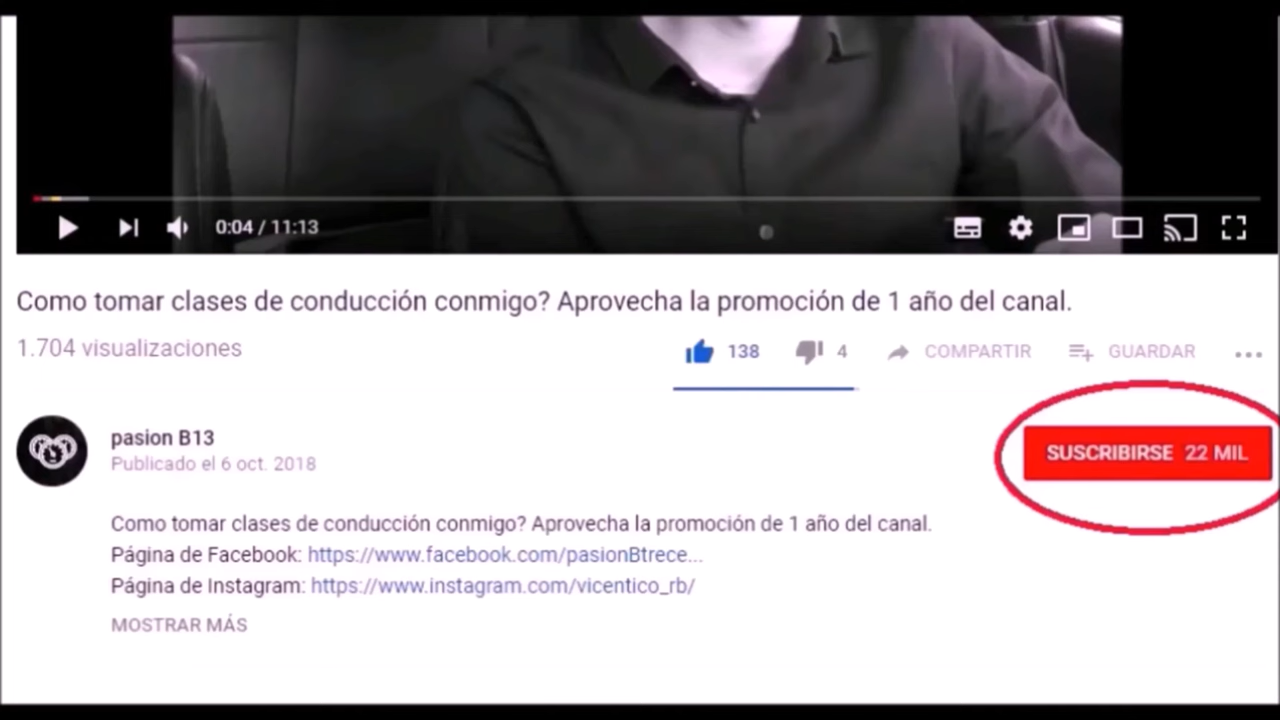 0:04 / 11:13
Como tomar clases de conducción conmigo? Aprovecha la promoción de 1 año del canal.
1.704 visualizaciones
138
4
COMPARTIR
GUARDAR
pasion B13
SUSCRIBIRSE 22 MIL
Publicado el 6 oct. 2018
Como tomar clases de conducción conmigo? Aprovecha la promoción de 1 año del canal.
Página de Facebook: https://www.facebook.com/pasionBtrece...
Página de Instagram: https://www.instagram.com/vicentico_rb/
MOSTRAR MÁS